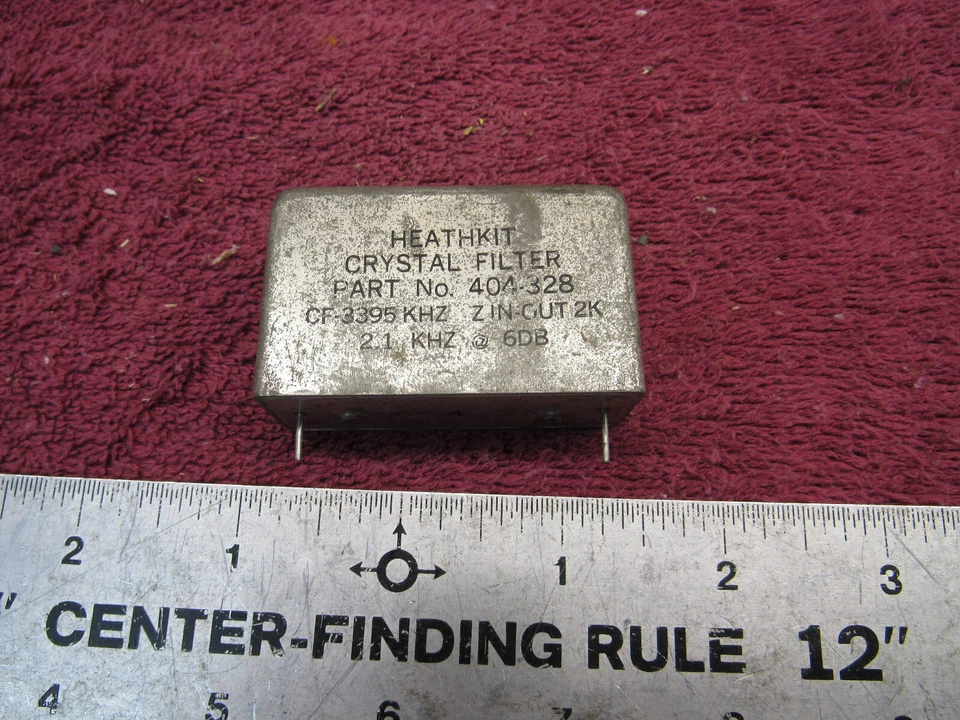 HEATHKIT
CRYSTAL FILTER
PART No. 404-328
CF-3395 KHZ Z IN-OUT 2K
2.1 KHZ @ 6DB
2 1 1 2 3
" CENTER-FINDING RULE 12"
4 5 6 7